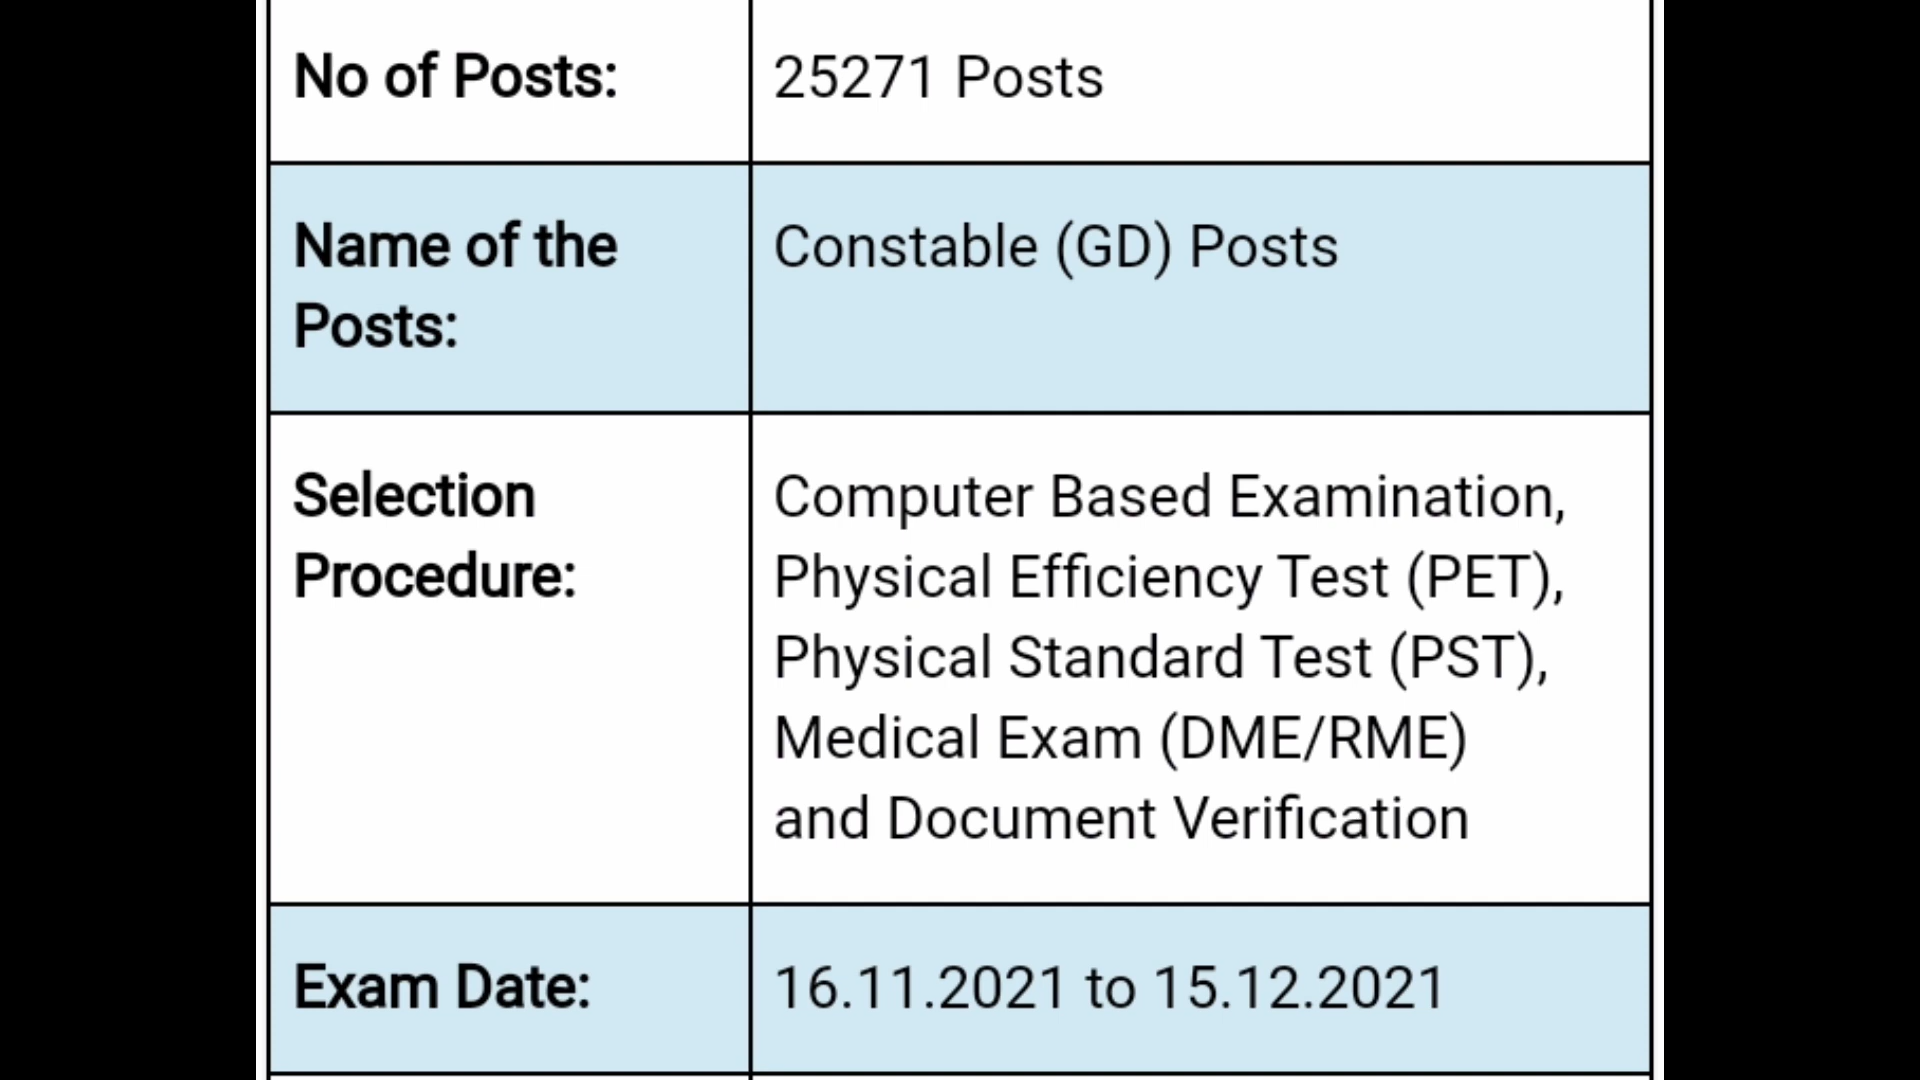 No of Posts: 25271 Posts
Name of the Constable (GD) Posts
Posts:
Selection Computer Based Examination,
Procedure: Physical Efficiency Test (PET),
Physical Standard Test (PST),
Medical Exam (DME/RME)
and Document Verification
Exam Date: 16.11.2021 to 15.12.2021